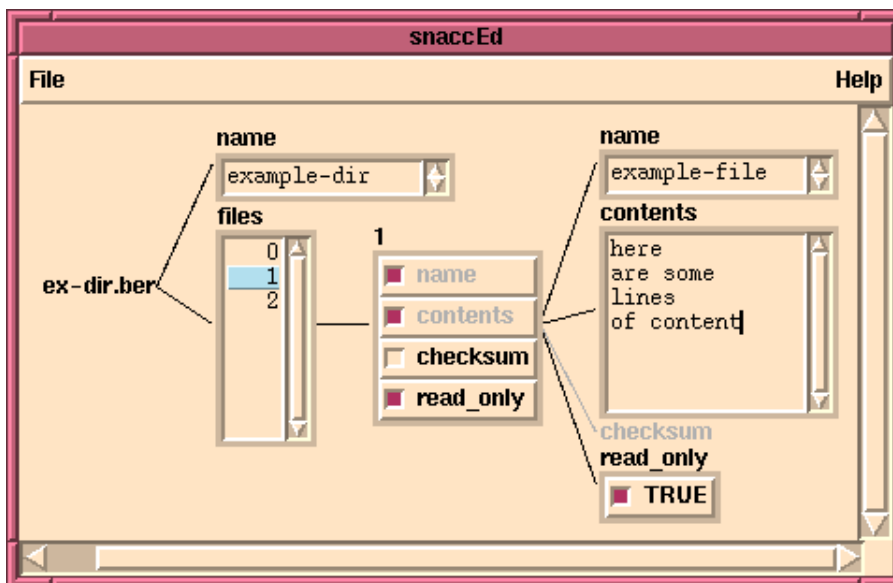 snaccEd
File Help
name
example-dir
files
0
1
2
ex-dir.ber
1
name
contents
checksum
read_only
name
example-file
contents
here
are some
lines
of content
checksum
read_only
TRUE